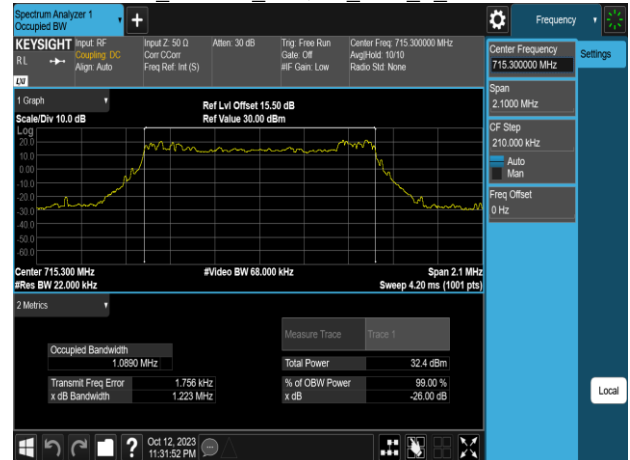 Spectrum Analyzer 1
Occupied BW
+
Frequency
KEYSIGHT
Input: RF
Input Z: 50 Ω
Atten: 30 dB
Trig: Free Run
Center Freq: 715.300000 MHz
RL
Coupling: DC
Corr CCorr
Gate: Off
Avg|Hold: 10/10
Align: Auto
Freq Ref: Int (S)
#IF Gain: Low
Radio Std: None
LXI
Center Frequency
715.300000 MHz
Settings
Span
2.1000 MHz
CF Step
210.000 kHz
Auto
Man
Freq Offset
0 Hz
1 Graph
Ref Lvl Offset 15.50 dB
Scale/Div 10.0 dB
Ref Value 30.00 dBm
Log
20.0
10.0
0.00
-10.0
-20.0
-30.0
-40.0
-50.0
-60.0
Center 715.300 MHz
#Video BW 68.000 kHz
Span 2.1 MHz
#Res BW 22.000 kHz
Sweep 4.20 ms (1001 pts)
2 Metrics
Measure Trace
Trace 1
Occupied Bandwidth
1.0890 MHz
Total Power
32.4 dBm
Transmit Freq Error
1.756 kHz
% of OBW Power
99.00 %
x dB Bandwidth
1.223 MHz
x dB
-26.00 dB
Local
?
Oct 12, 2023
11:31:52 PM